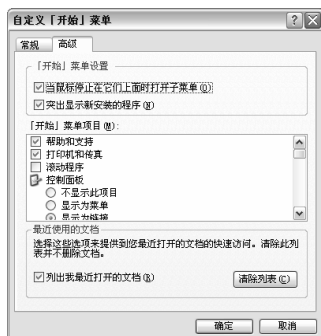 自定义「开始」菜单
常规 高级
「开始」菜单设置
当鼠标停止在它们上面时打开子菜单(O)
突出显示新安装的程序(N)
「开始」菜单项目(M):
帮助和支持
打印机和传真
滚动程序
控制面板
不显示此项目
显示为菜单
显示为链接
最近使用的文档
选择这些选项来提供到您最近打开的文档的快速访问。清除此列
表并不删除文档。
列出我最近打开的文档(R)
清除列表(C)
确定 取消